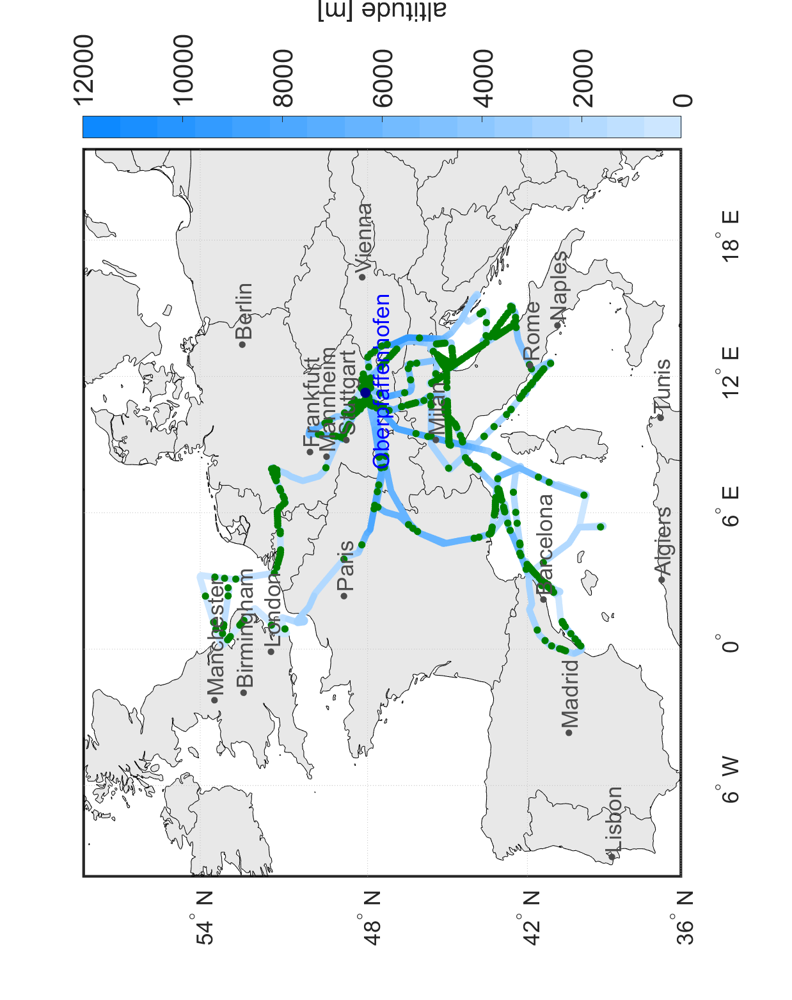 54° N
48° N
42° N
36° N
6° W
0°
6° E
12° E
18° E
Manchester
Birmingham
London
Berlin
Frankfurt
Mannheim
Stuttgart
Paris
Vienna
Oberpfaffenhofen
Milan
Rome
Naples
Barcelona
Madrid
Lisbon
Algiers
Tunis
12000
10000
8000
6000
4000
2000
0
altitude [m]